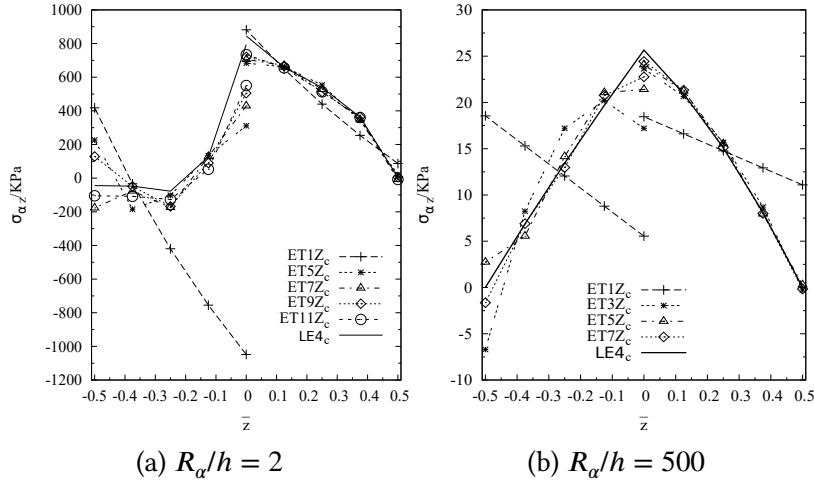 1000
800
600
400
200
0
-200
-400
-600
-800
-1000
-1200
σαz/KPa
-0.5 -0.4 -0.3 -0.2 -0.1 0 0.1 0.2 0.3 0.4 0.5
z̄
ET1Zc
ET5Zc
ET7Zc
ET9Zc
ET11Zc
LE4c
(a) Rα/h = 2
30
25
20
15
10
5
0
-5
-10
σαz/KPa
-0.5 -0.4 -0.3 -0.2 -0.1 0 0.1 0.2 0.3 0.4 0.5
z̄
ET1Zc
ET3Zc
ET5Zc
ET7Zc
LE4c
(b) Rα/h = 500